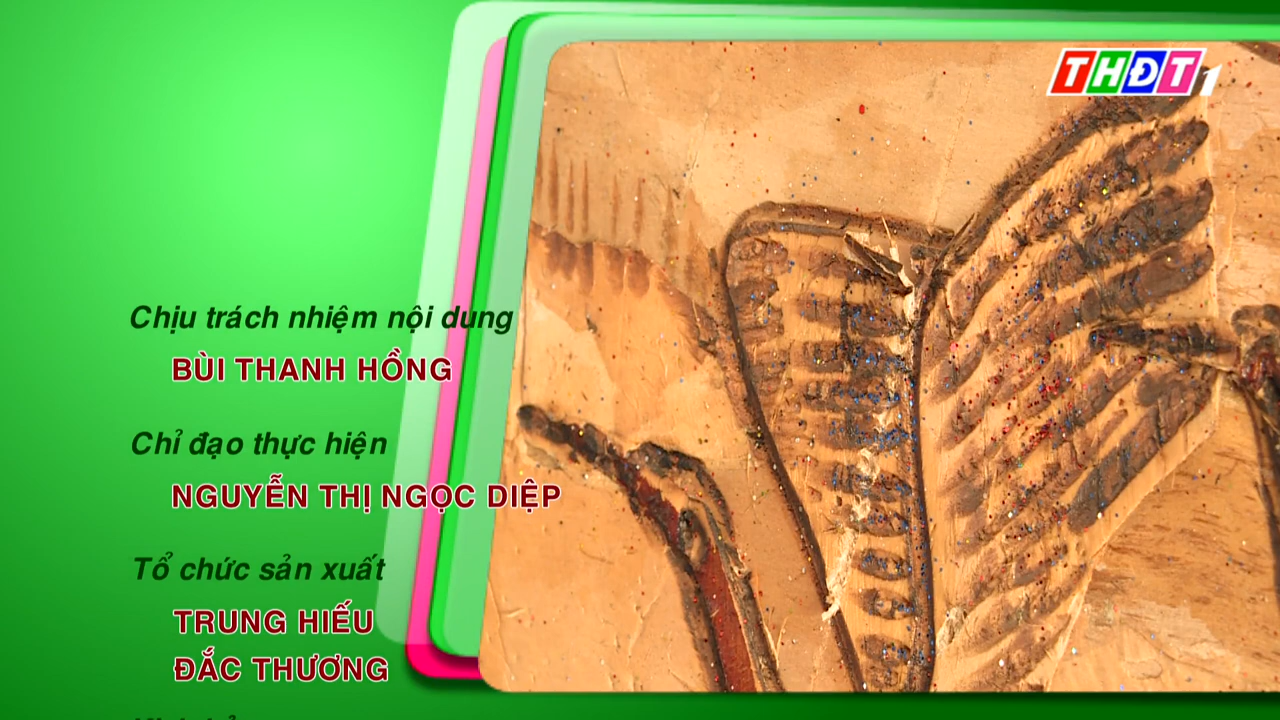 THĐT1
Chịu trách nhiệm nội dung
BÙI THANH HỒNG
Chỉ đạo thực hiện
NGUYỄN THỊ NGỌC DIỆP
Tổ chức sản xuất
TRUNG HIẾU
ĐẮC THƯƠNG